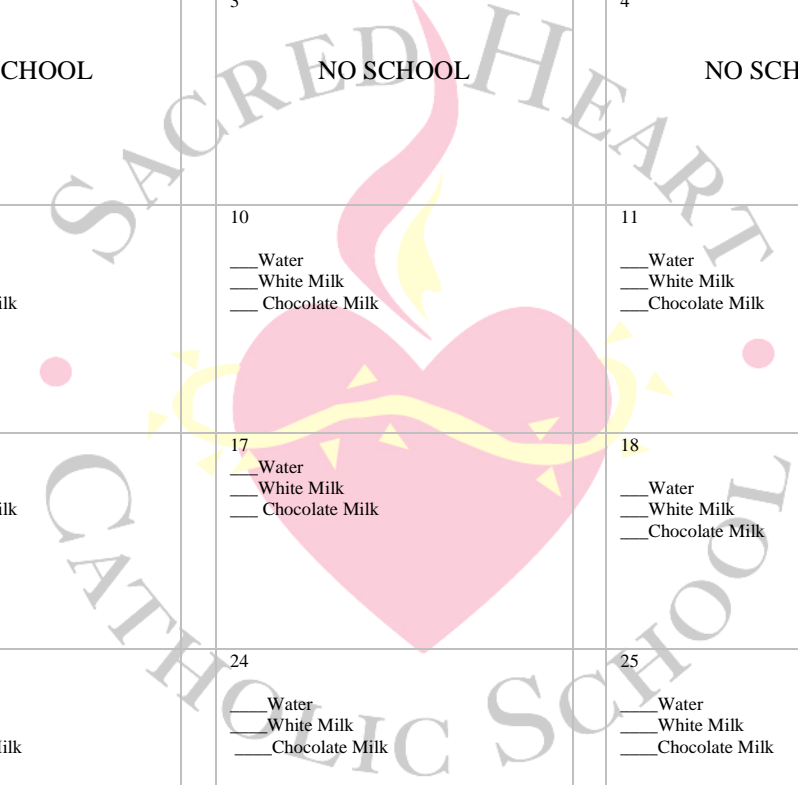 3
4
CHOOL
NO SCHOOL
NO SCH
SACRED HEART
10
___Water
___White Milk
___ Chocolate Milk
11
___Water
___White Milk
___Chocolate Milk
ilk
17
___Water
___White Milk
___ Chocolate Milk
18
___Water
___White Milk
___Chocolate Milk
ilk
24
____Water
____White Milk
____Chocolate Milk
25
____Water
____White Milk
____Chocolate Milk
ilk
CATHOLIC SCHOOL